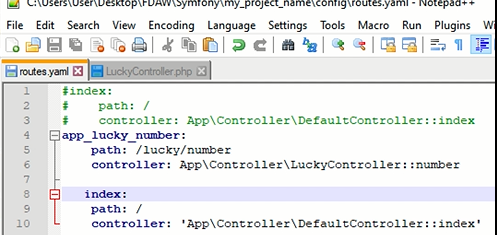 C:\Users\User\FDAW\Symfony\my_project_name\config\routes.yaml - Notepad++
File Edit Search View Encoding Language Settings Tools Macro Run Plugins
routes.yaml LuckyController.php
1 #index:
2 #    path: /
3 #    controller: App\Controller\DefaultController::index
4 app_lucky_number:
5     path: /lucky/number
6     controller: App\Controller\LuckyController::number
7
8    index:
9     path: /
10     controller: 'App\Controller\DefaultController::index'